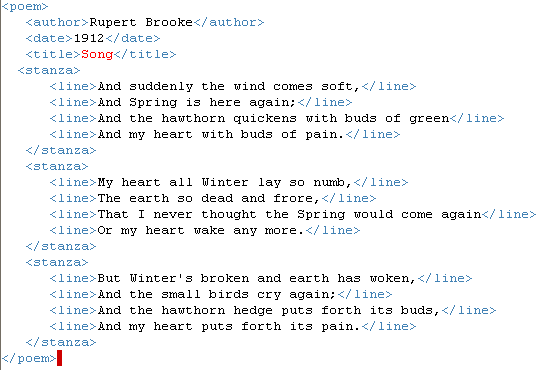 <poem>
<author>Rupert Brooke</author>
<date>1912</date>
<title>Song</title>
<stanza>
<line>And suddenly the wind comes soft,</line>
<line>And Spring is here again;</line>
<line>And the hawthorn quickens with buds of green</line>
<line>And my heart with buds of pain.</line>
</stanza>
<stanza>
<line>My heart all Winter lay so numb,</line>
<line>The earth so dead and frore,</line>
<line>That I never thought the Spring would come again</line>
<line>Or my heart wake any more.</line>
</stanza>
<stanza>
<line>But Winter's broken and earth has woken,</line>
<line>And the small birds cry again;</line>
<line>And the hawthorn hedge puts forth its buds,</line>
<line>And my heart puts forth its pain.</line>
</stanza>
</poem>